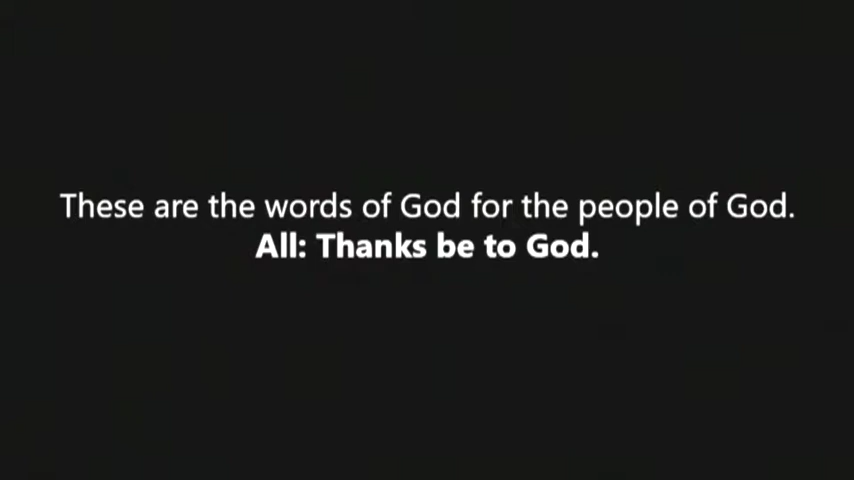 These are the words of God for the people of God.
All: Thanks be to God.